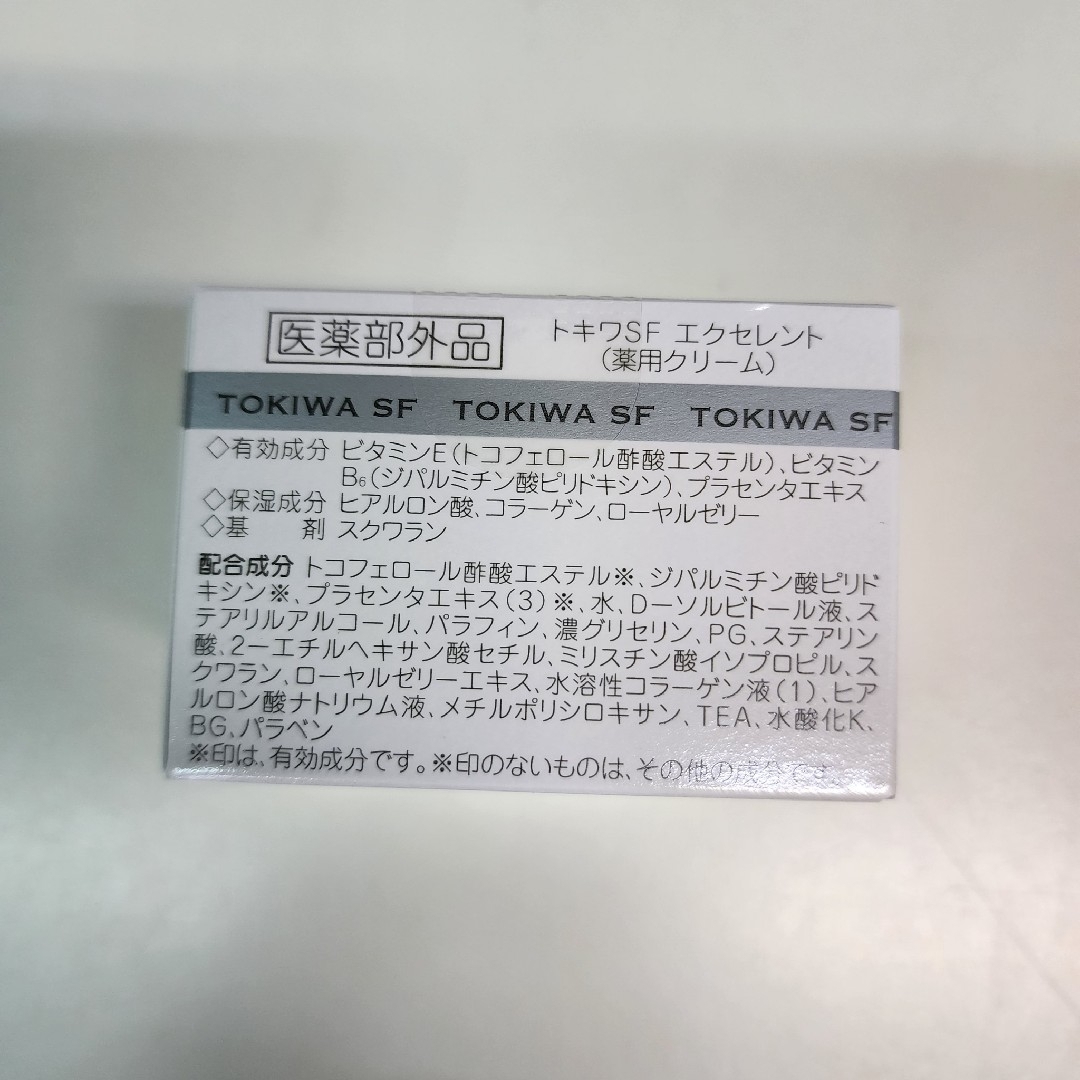 医薬部外品
トキワSF エクセレント
(薬用クリーム)
TOKIWA SF TOKIWA SF TOKIWA SF
◇有効成分 ビタミンE(トコフェロール酢酸エステル)、ビタミン
B₆(ジパルミチン酸ピリドキシン)、プラセンタエキス
◇保湿成分 ヒアルロン酸、コラーゲン、ローヤルゼリー
◇基 剤 スクワラン
配合成分 トコフェロール酢酸エステル※、ジパルミチン酸ピリド
キシン※、プラセンタエキス(3)※、水、D-ソルビトール液、ス
テアリルアルコール、パラフィン、濃グリセリン、PG、ステアリン
酸、2-エチルヘキサン酸セチル、ミリスチン酸イソプロピル、ス
クワラン、ローヤルゼリーエキス、水溶性コラーゲン液(1)、ヒア
ルロン酸ナトリウム液、メチルポリシロキサン、TEA、水酸化K、
BG、パラベン
※印は、有効成分です。※印のないものは、その他の成分です。